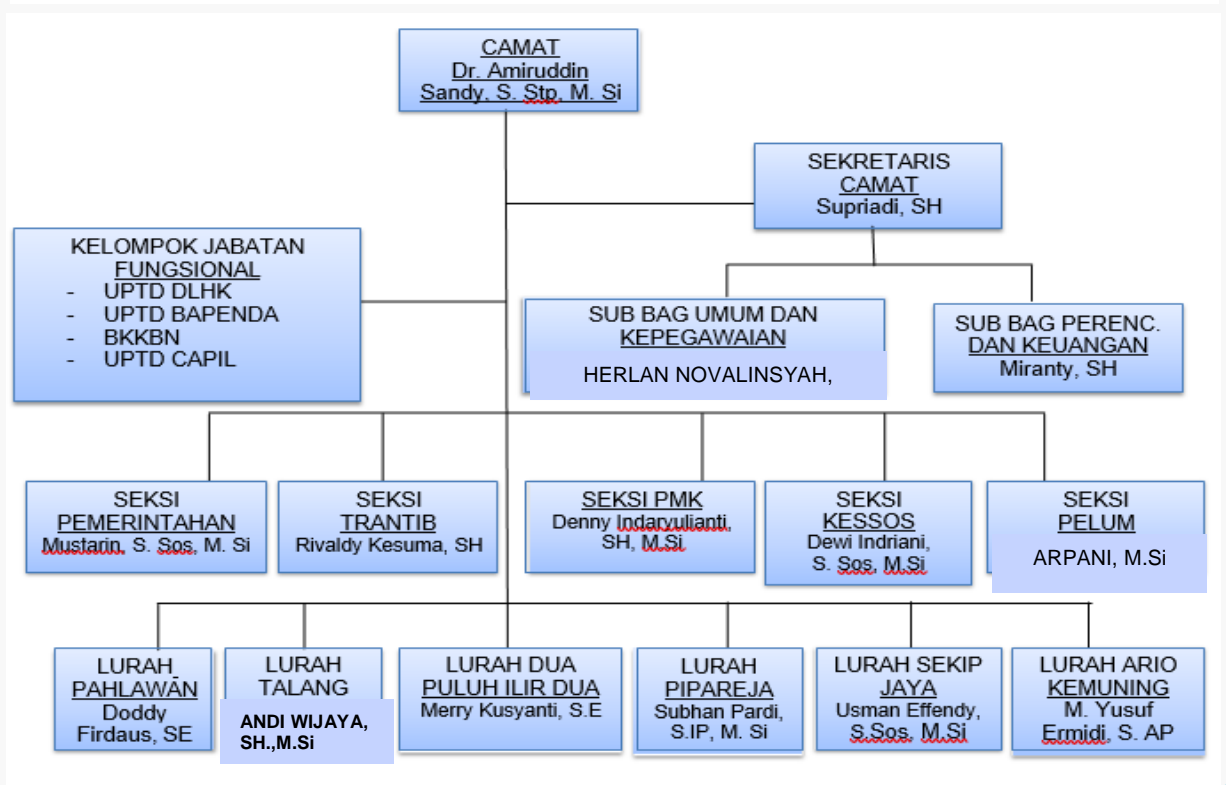 CAMAT
Dr. Amiruddin
Sandy, S. Stp, M. Si
SEKRETARIS
CAMAT
Supriadi, SH
KELOMPOK JABATAN
FUNGSIONAL
- UPTD DLHK
- UPTD BAPENDA
- BKKBN
- UPTD CAPIL
SUB BAG UMUM DAN
KEPEGAWAIAN
HERLAN NOVALINSYAH,
SUB BAG PERENC.
DAN KEUANGAN
Miranty, SH
SEKSI
PEMERINTAHAN
Mustarin, S. Sos, M. Si
SEKSI
TRANTIB
Rivaldy Kesuma, SH
SEKSI PMK
Denny Indaryulianti,
SH, M.Si
SEKSI
KESSOS
Dewi Indriani,
S. Sos, M.Si
SEKSI
PELUM
ARPANI, M.Si
LURAH
PAHLAWAN
Doddy
Firdaus, SE
LURAH
TALANG
ANDI WIJAYA,
SH.,M.Si
LURAH DUA
PULUH ILIR DUA
Merry Kusyanti, S.E
LURAH
PIPAREJA
Subhan Pardi,
S.IP, M. Si
LURAH SEKIP
JAYA
Usman Effendy,
S.Sos, M.Si
LURAH ARIO
KEMUNING
M. Yusuf
Ermidi, S. AP